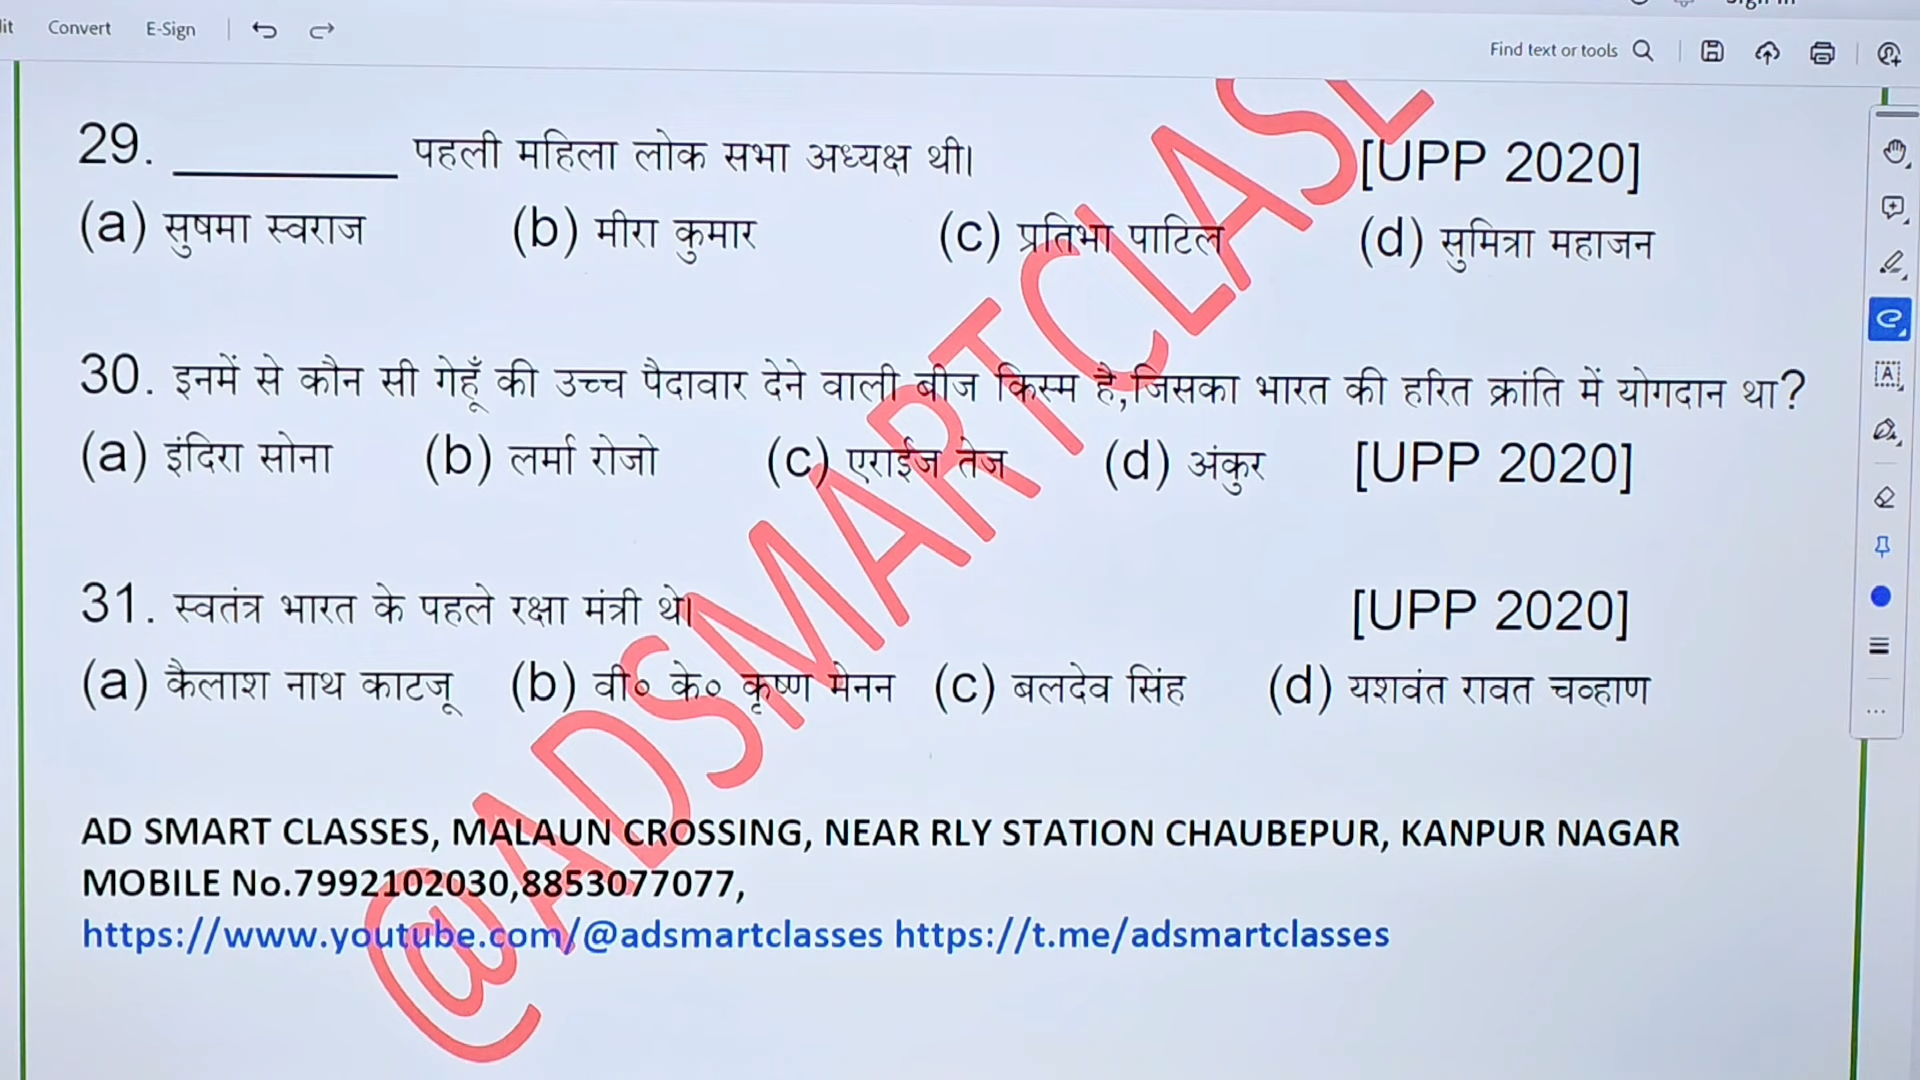 Convert E-Sign
Find text or tools
29. __________ पहली महिला लोक सभा अध्यक्ष थी। [UPP 2020]
(a) सुषमा स्वराज (b) मीरा कुमार (c) प्रतिभा पाटिल (d) सुमित्रा महाजन
30. इनमें से कौन सी गेहूँ की उच्च पैदावार देने वाली बीज किस्म है,जिसका भारत की हरित क्रांति में योगदान था?
(a) इंदिरा सोना (b) लर्मा रोजो (c) एराईज तेज (d) अंकुर [UPP 2020]
31. स्वतंत्र भारत के पहले रक्षा मंत्री थे। [UPP 2020]
(a) कैलाश नाथ काटजू (b) वी० के० कृष्ण मेनन (c) बलदेव सिंह (d) यशवंत रावत चव्हाण
AD SMART CLASSES, MALAUN CROSSING, NEAR RLY STATION CHAUBEPUR, KANPUR NAGAR
MOBILE No.7992102030,8853077077,
https://www.youtube.com/@adsmartclasses https://t.me/adsmartclasses
@ADSMARTCLASS